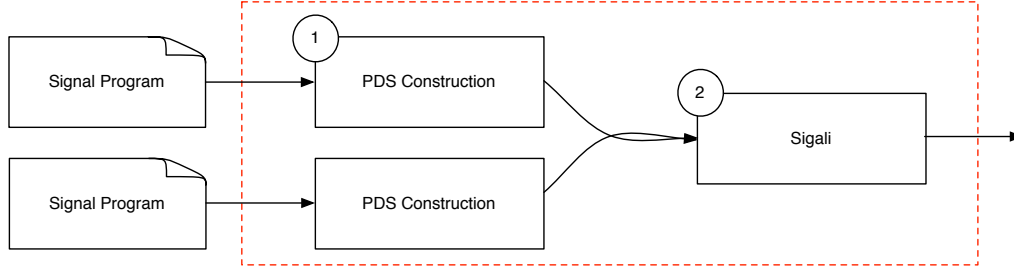 1
Signal Program
PDS Construction
2
Sigali
Signal Program
PDS Construction